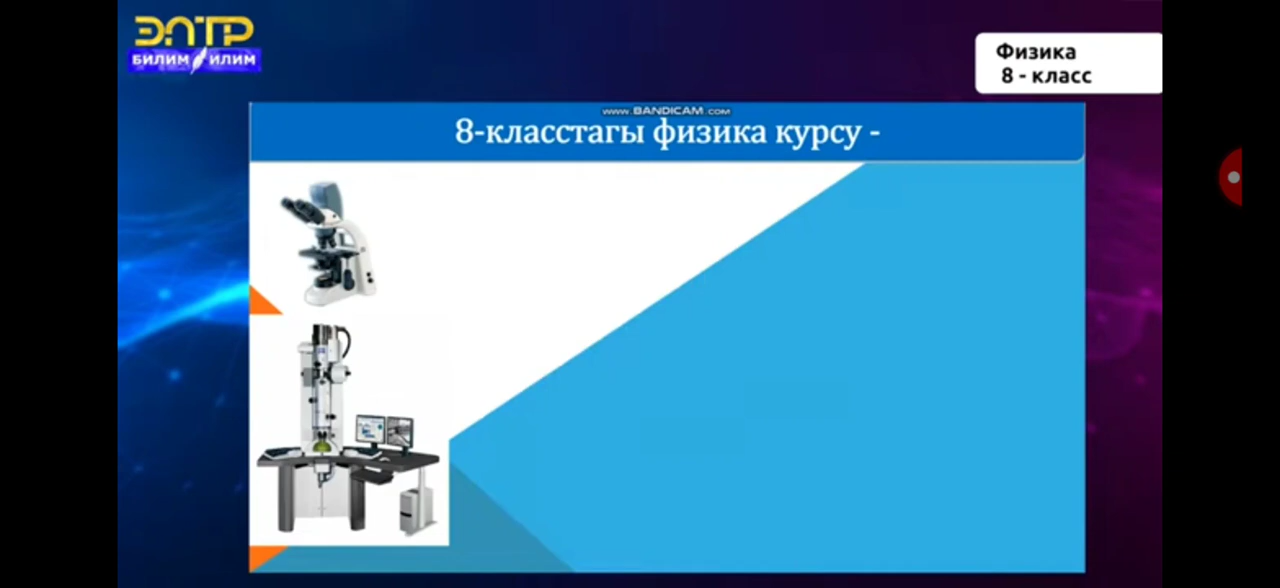 ЭЛТР
БИЛИМ ИЛИМ
Физика
8 - класс
www.BANDICAM.COM
8-класстагы физика курсу -